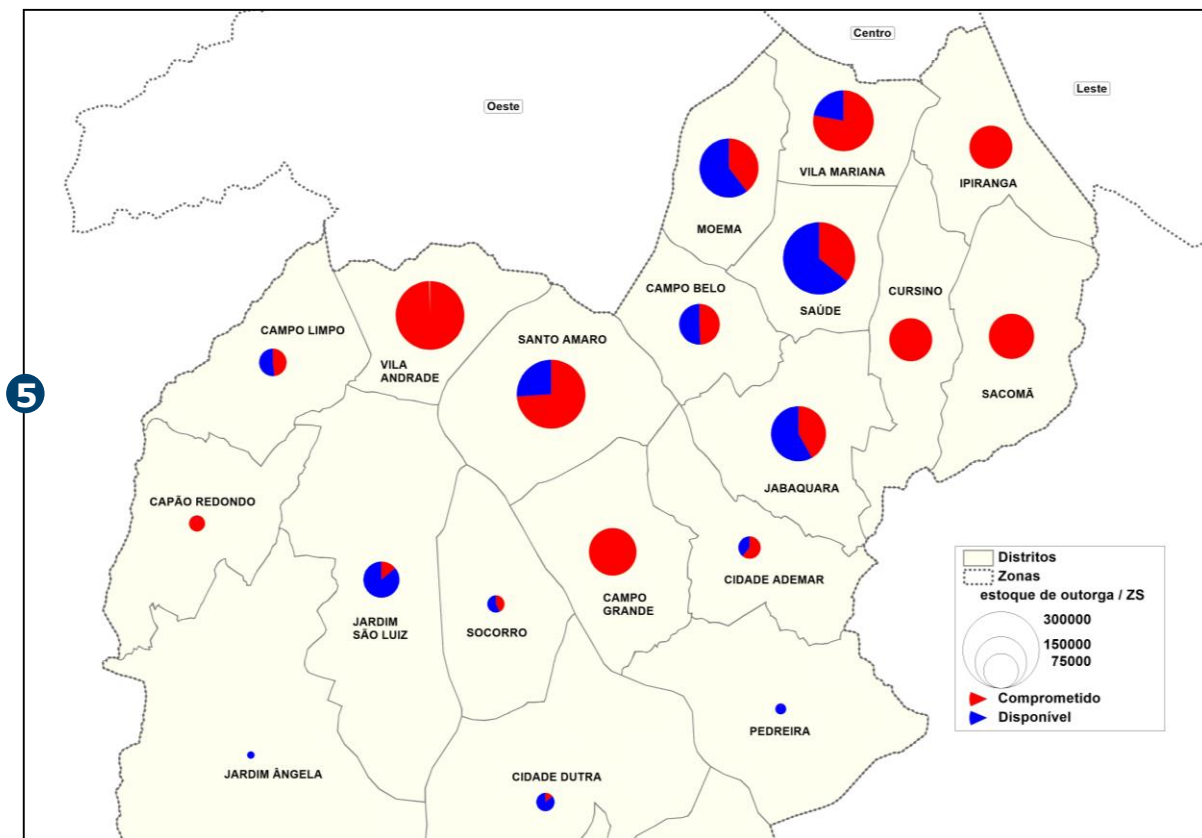 Centro
Oeste
Leste
VILA MARIANA
IPIRANGA
MOEMA
CAMPO BELO
SAÚDE
CURSINO
CAMPO LIMPO
VILA
ANDRADE
SANTO AMARO
SACOMÃ
5
JABAQUARA
CAPÃO REDONDO
CIDADE ADEMAR
CAMPO
GRANDE
JARDIM
SÃO LUIZ
SOCORRO
PEDREIRA
JARDIM ÂNGELA
CIDADE DUTRA
Distritos
Zonas
estoque de outorga / ZS
300000
150000
75000
Comprometido
Disponível